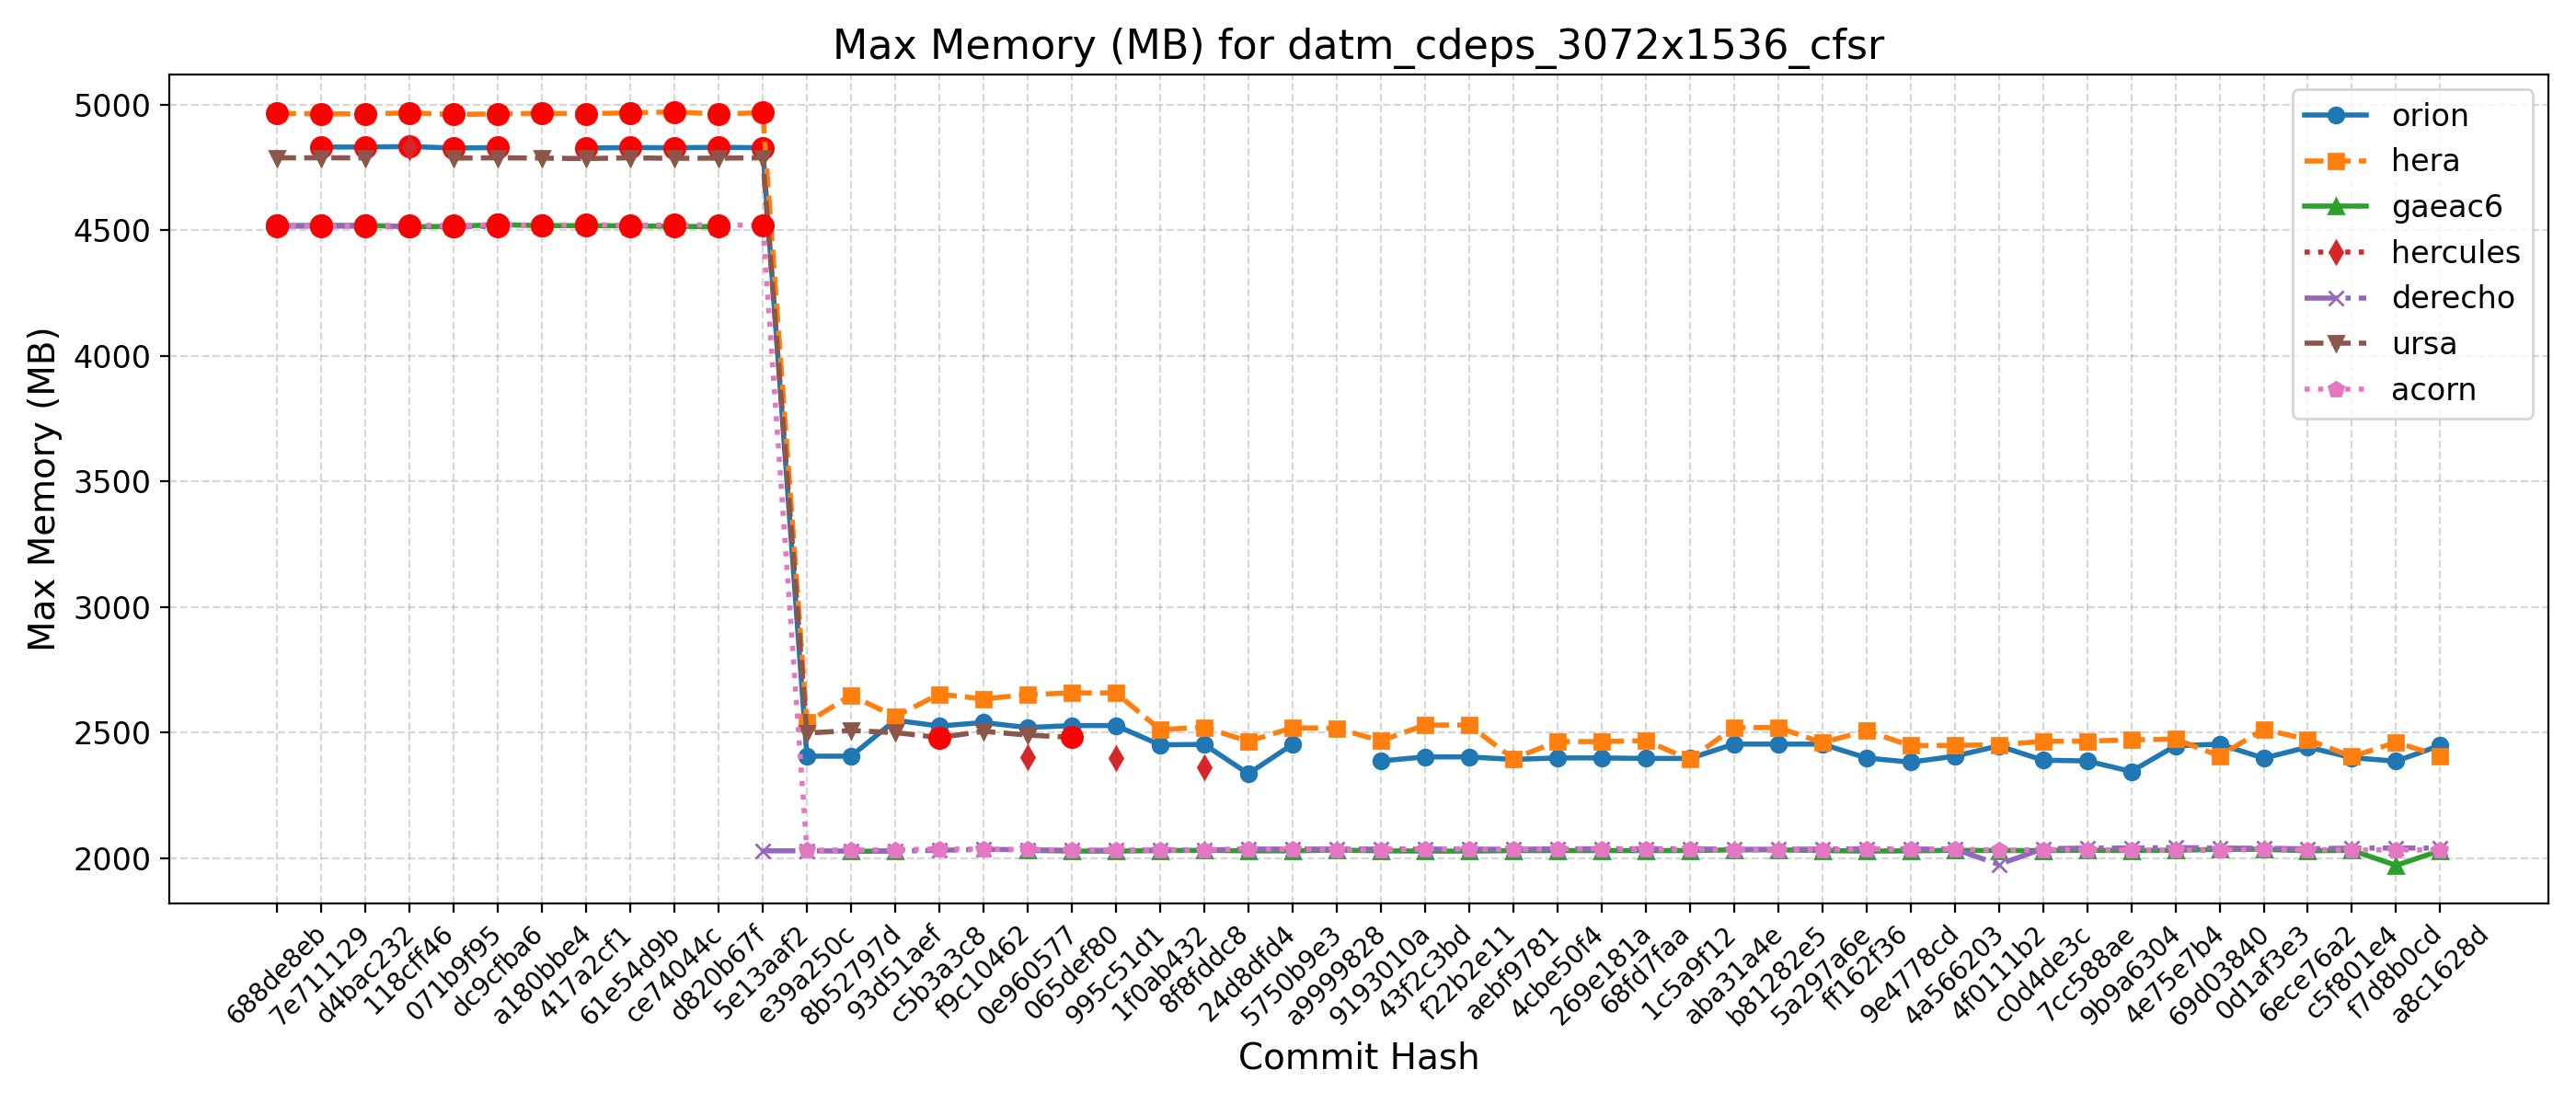 Max Memory (MB) for datm_cdeps_3072x1536_cfsr
Max Memory (MB)
5000
4500
4000
3500
3000
2500
2000
orion
hera
gaeac6
hercules
derecho
ursa
acorn
688de8eb
7e711129
d4bac232
118cff46
071b9f95
dc9cfba6
a180bbe4
417a2cf1
61e54d9b
ce74044c
d820b67f
5e13aaf2
e39a250c
8b52797d
93d51aef
c5b3a3c8
f9c10462
0e960577
065def80
995c51d1
1f0ab432
8f8fddc8
24d8dfd4
5750b9e3
a9999828
9193010a
43f2c3bd
f22b2e11
aebf9781
4cbe50f4
269e181a
68fd7faa
1c5a9f12
aba31a4e
b81282e5
5a297a6e
ff162f36
9e4778cd
4a566203
4f0111b2
c0d4de3c
7cc588ae
9b9a6304
4e75e7b4
69d03840
0d1af3e3
6ece76a2
c5f801e4
f7d8b0cd
a8c1628d
Commit Hash